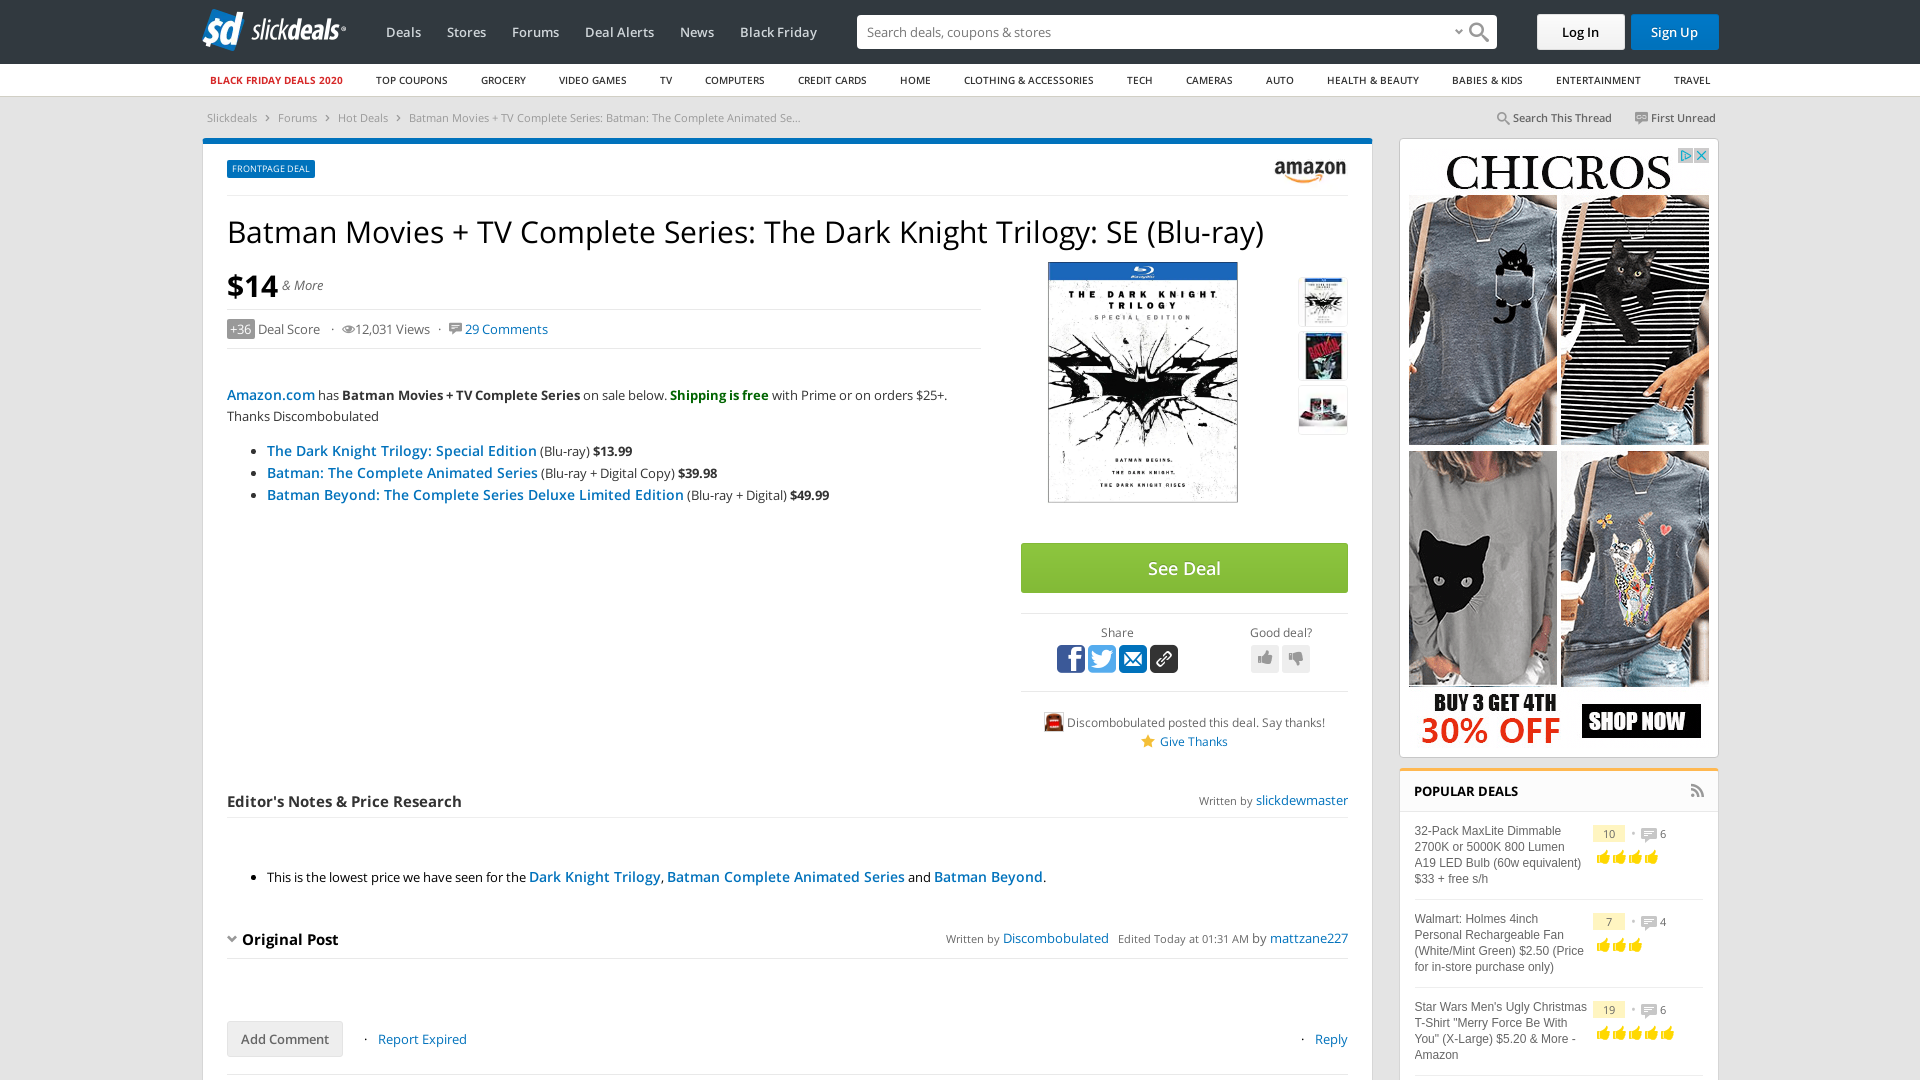 slickdeals
Deals
Stores
Forums
Deal Alerts
News
Black Friday
Search deals, coupons & stores
Log In
Sign Up
BLACK FRIDAY DEALS 2020
TOP COUPONS
GROCERY
VIDEO GAMES
TV
COMPUTERS
CREDIT CARDS
HOME
CLOTHING & ACCESSORIES
TECH
CAMERAS
AUTO
HEALTH & BEAUTY
BABIES & KIDS
ENTERTAINMENT
TRAVEL
Slickdeals › Forums › Hot Deals › Batman Movies + TV Complete Series: Batman: The Complete Animated Se...
Search This Thread
First Unread
FRONTPAGE DEAL
amazon
Batman Movies + TV Complete Series: The Dark Knight Trilogy: SE (Blu-ray)
$14 & More
+36 Deal Score · 12,031 Views · 29 Comments
Amazon.com has Batman Movies + TV Complete Series on sale below. Shipping is free with Prime or on orders $25+.
Thanks Discombobulated
The Dark Knight Trilogy: Special Edition (Blu-ray) $13.99
Batman: The Complete Animated Series (Blu-ray + Digital Copy) $39.98
Batman Beyond: The Complete Series Deluxe Limited Edition (Blu-ray + Digital) $49.99
THE DARK KNIGHT
TRILOGY
SPECIAL EDITION
BATMAN BEGINS.
THE DARK KNIGHT.
THE DARK KNIGHT RISES
See Deal
Share
Good deal?
Discombobulated posted this deal. Say thanks!
Give Thanks
Editor's Notes & Price Research
Written by slickdewmaster
This is the lowest price we have seen for the Dark Knight Trilogy, Batman Complete Animated Series and Batman Beyond.
Original Post
Written by Discombobulated Edited Today at 01:31 AM by mattzane227
Add Comment
· Report Expired
· Reply
CHICROS
BUY 3 GET 4TH
30% OFF
SHOP NOW
POPULAR DEALS
32-Pack MaxLite Dimmable
2700K or 5000K 800 Lumen
A19 LED Bulb (60w equivalent)
$33 + free s/h
10 • 6
Walmart: Holmes 4inch
Personal Rechargeable Fan
(White/Mint Green) $2.50 (Price
for in-store purchase only)
7 • 4
Star Wars Men's Ugly Christmas
T-Shirt "Merry Force Be With
You" (X-Large) $5.20 & More -
Amazon
19 • 6